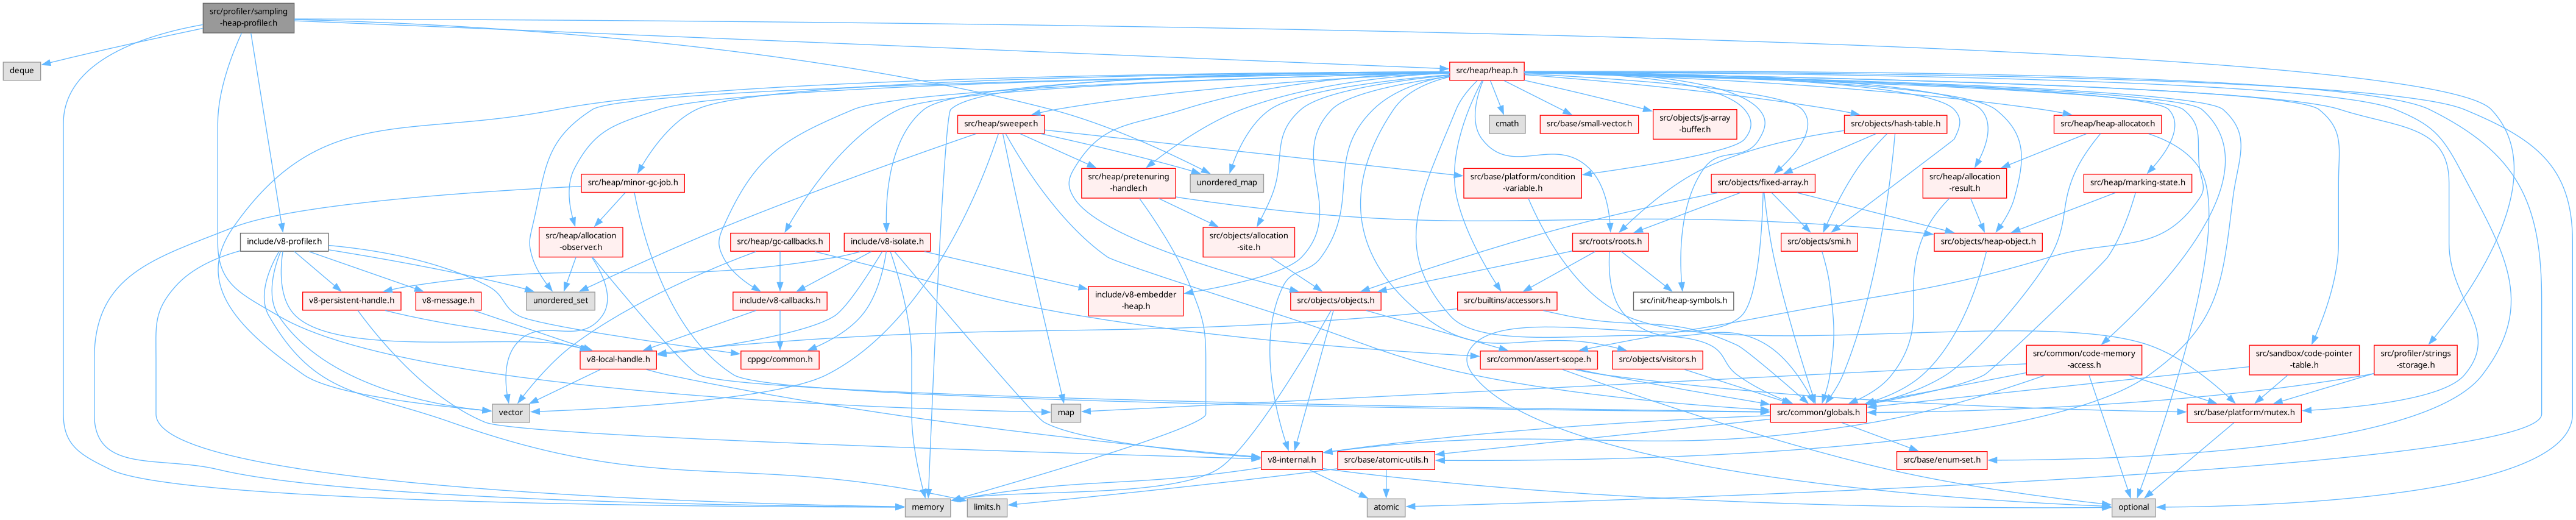 src/profiler/sampling
-heap-profiler.h
deque
src/heap/heap.h
src/heap/sweeper.h
cmath
src/base/small-vector.h
src/objects/js-array
-buffer.h
src/objects/hash-table.h
src/heap/heap-allocator.h
src/heap/minor-gc-job.h
src/heap/pretenuring
-handler.h
unordered_map
src/base/platform/condition
-variable.h
src/objects/fixed-array.h
src/heap/allocation
-result.h
src/heap/marking-state.h
include/v8-profiler.h
src/heap/allocation
-observer.h
src/heap/gc-callbacks.h
include/v8-isolate.h
src/objects/allocation
-site.h
src/roots/roots.h
src/objects/smi.h
src/objects/heap-object.h
v8-persistent-handle.h
v8-message.h
unordered_set
include/v8-callbacks.h
include/v8-embedder
-heap.h
src/objects/objects.h
src/builtins/accessors.h
src/init/heap-symbols.h
v8-local-handle.h
cppgc/common.h
src/common/assert-scope.h
src/objects/visitors.h
src/common/code-memory
-access.h
src/sandbox/code-pointer
-table.h
src/profiler/strings
-storage.h
vector
map
src/common/globals.h
src/base/platform/mutex.h
v8-internal.h
src/base/atomic-utils.h
src/base/enum-set.h
memory
limits.h
atomic
optional